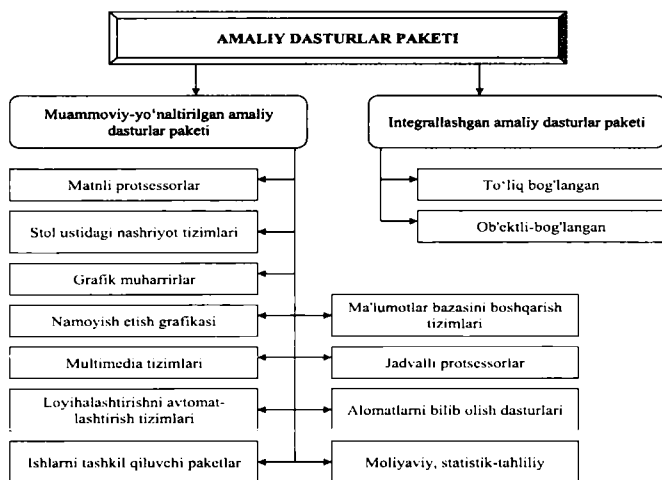 AMALIY DASTURLAR PAKETI
Muammoviy-yo‘naltirilgan amaliy
dasturlar paketi
Integrallashgan amaliy dasturlar paketi
Matnli protsessorlar
Stol ustidagi nashriyot tizimlari
Grafik muharrirlar
Namoyish etish grafikasi
Multimedia tizimlari
Loyihalashtirishni avtomat-
lashtirish tizimlari
Ishlarni tashkil qiluvchi paketlar
To‘liq bog‘langan
Ob'ektli-bog'langan
Ma'lumotlar bazasini boshqarish
tizimlari
Jadvalli protsessorlar
Alomatlarni bilib olish dasturlari
Moliyaviy, statistik-tahliliy